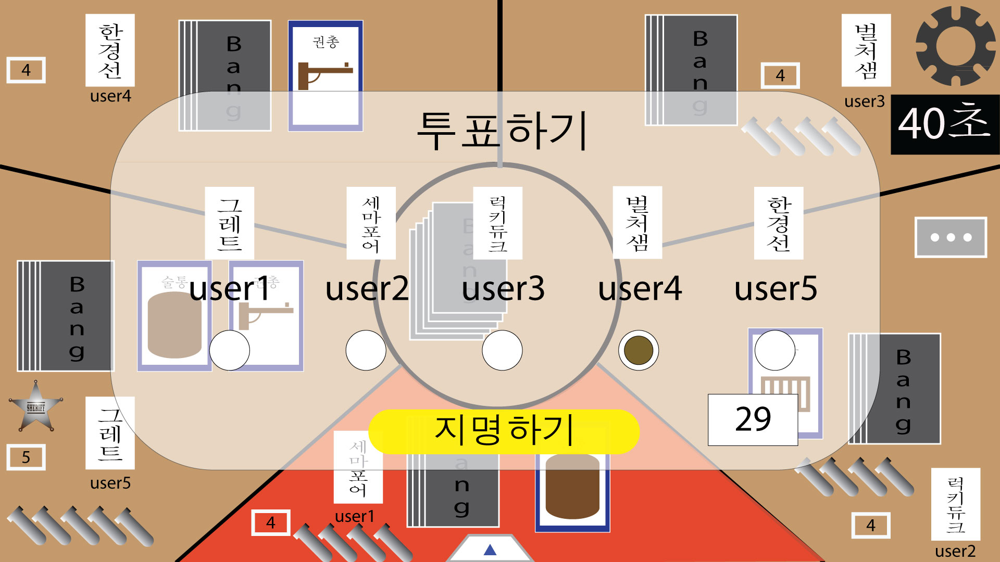 한경선
user4
4
Bang
권총
Bang
4
벌처샘
user3
40초
투표하기
그레트
세마포어
럭키듀크
벌처샘
한경선
Bang
user1
user2
user3
user4
user5
술통
권총
Bang
Bang
SHERIFF
그레트
user5
5
지명하기
29
세마포어
user1
4
ang
럭키듀크
user2
4